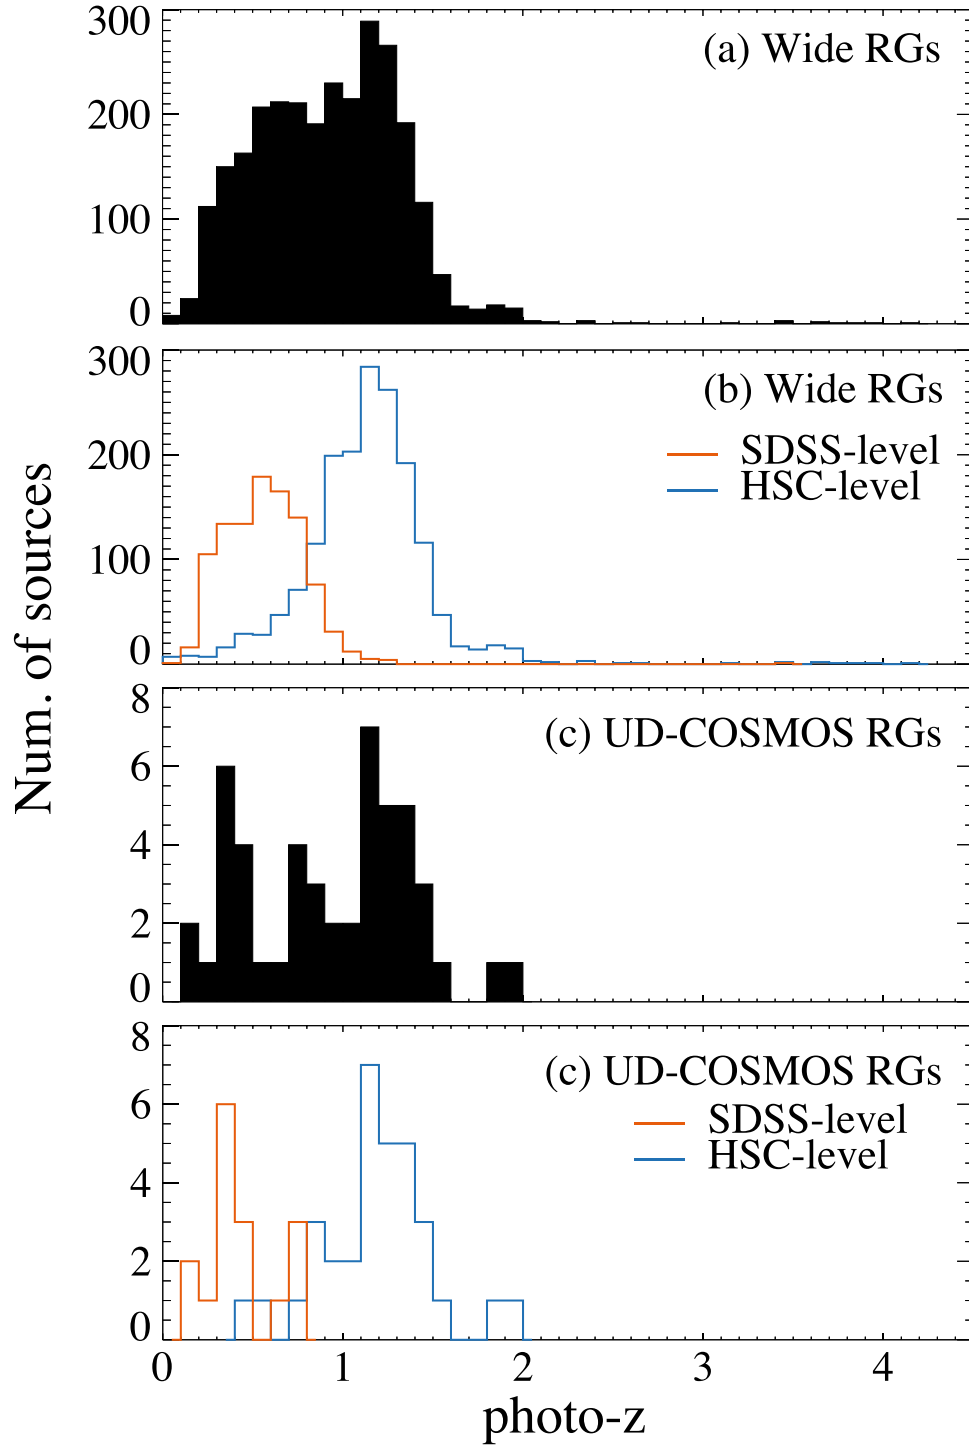 300
(a) Wide RGs
200
100
0
300
(b) Wide RGs
SDSS-level
200
HSC-level
100
0
Num. of sources
8
(c) UD-COSMOS RGs
6
4
2
0
8
(c) UD-COSMOS RGs
6
SDSS-level
HSC-level
4
2
0
0 1 2 3 4
photo-z